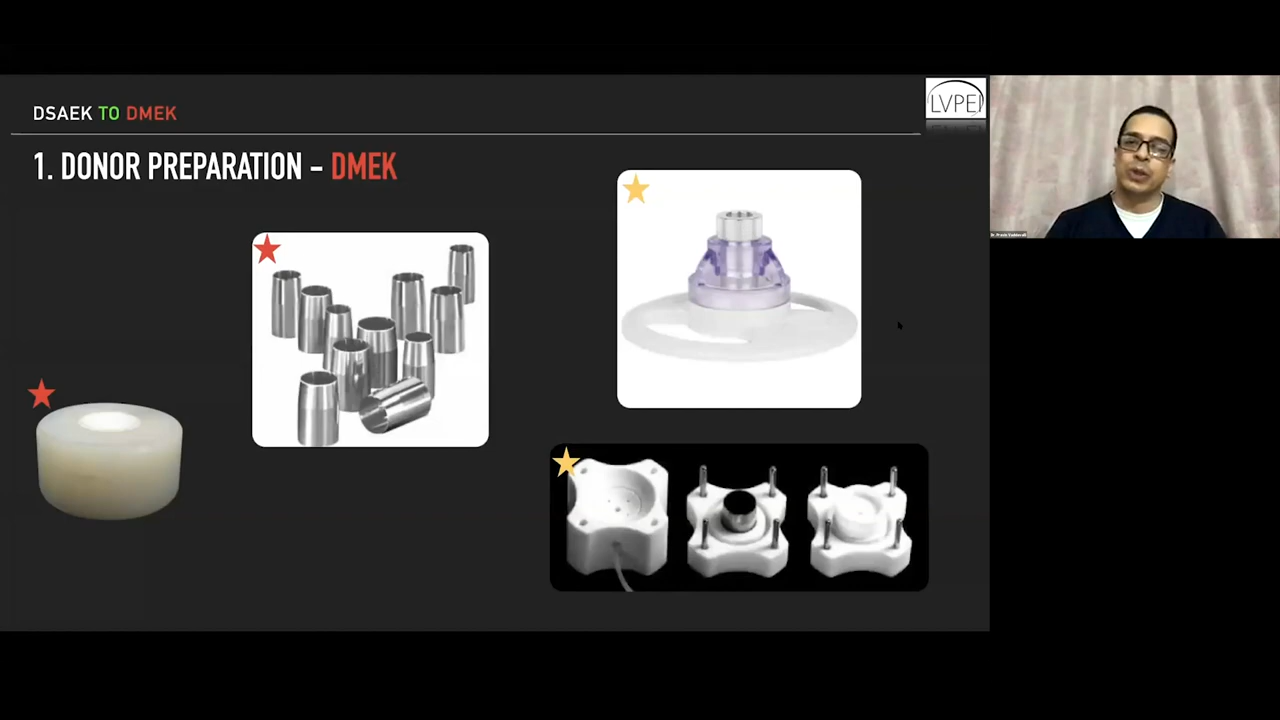 DSAEK TO DMEK
LVPEI
1. DONOR PREPARATION - DMEK